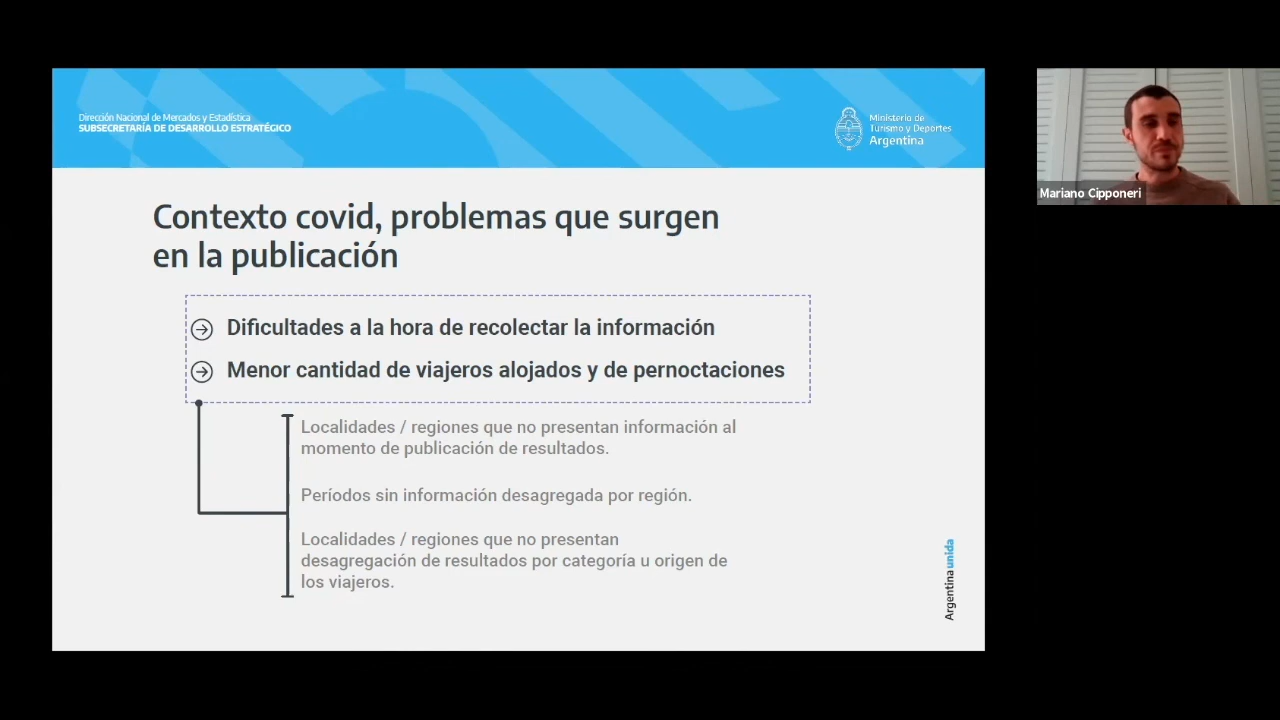 Dirección Nacional de Mercados y Estadística
SUBSECRETARÍA DE DESARROLLO ESTRATÉGICO
Ministerio de
Turismo y Deportes
Argentina
Mariano Cipponeri
Contexto covid, problemas que surgen
en la publicación
Dificultades a la hora de recolectar la información
Menor cantidad de viajeros alojados y de pernoctaciones
Localidades / regiones que no presentan información al
momento de publicación de resultados.
Períodos sin información desagregada por región.
Localidades / regiones que no presentan
desagregación de resultados por categoría u origen de
los viajeros.
Argentina unida